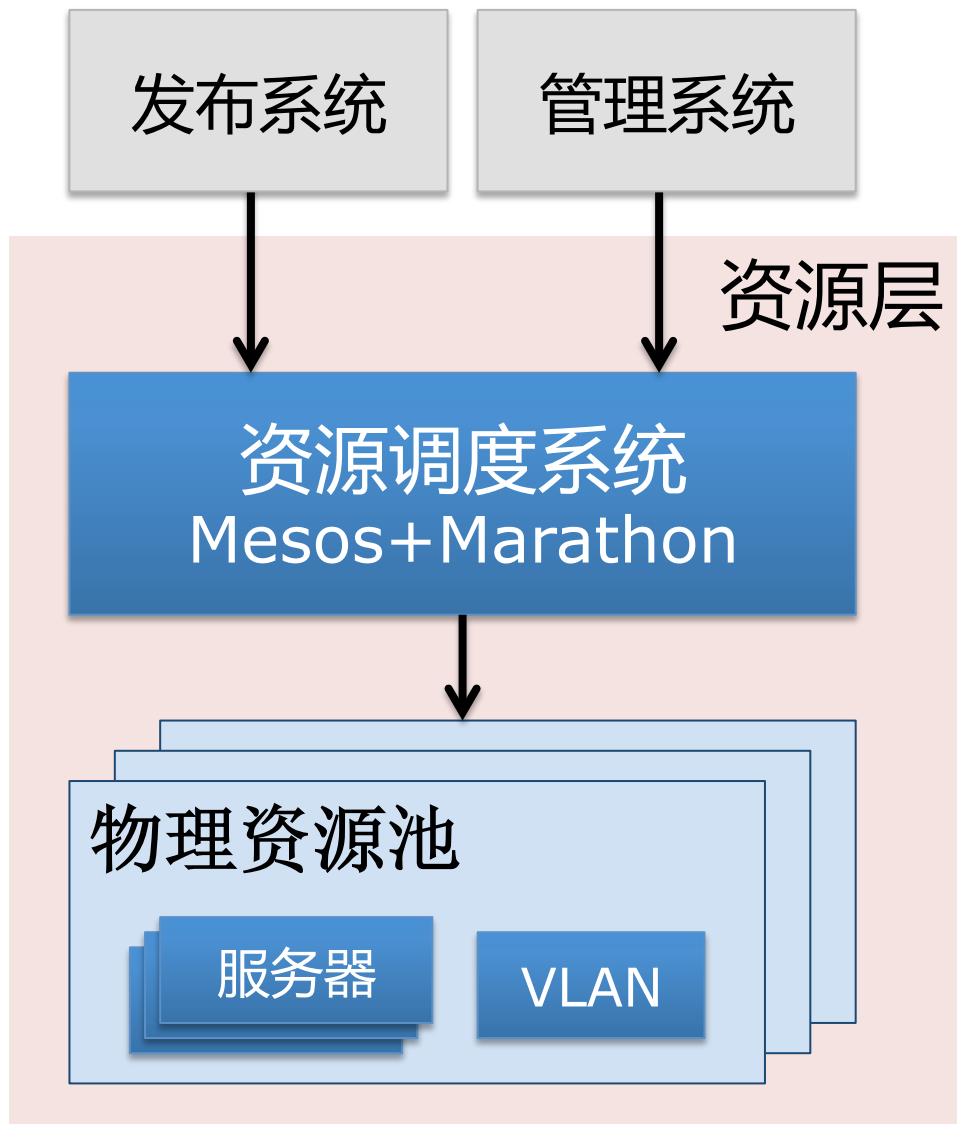 发布系统
管理系统
资源层
资源调度系统
Mesos+Marathon
物理资源池
服务器
VLAN